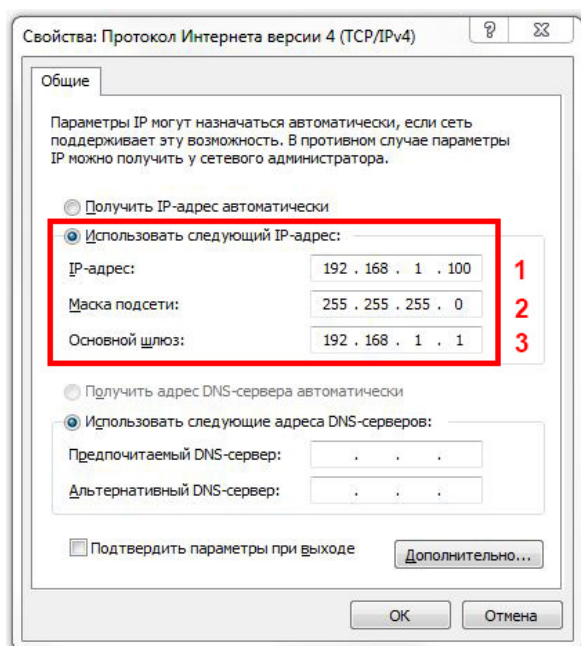 Свойства: Протокол Интернета версии 4 (TCP/IPv4)
Общие
Параметры IP могут назначаться автоматически, если сеть
поддерживает эту возможность. В противном случае параметры
IP можно получить у сетевого администратора.
Получить IP-адрес автоматически
Использовать следующий IP-адрес:
IP-адрес: 192 . 168 . 1 . 100 1
Маска подсети: 255 . 255 . 255 . 0 2
Основной шлюз: 192 . 168 . 1 . 1 3
Получить адрес DNS-сервера автоматически
Использовать следующие адреса DNS-серверов:
Предпочитаемый DNS-сервер: . . .
Альтернативный DNS-сервер: . . .
Подтвердить параметры при выходе Дополнительно...
ОК Отмена